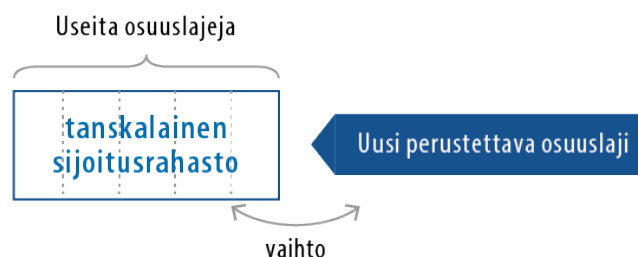 Useita osuuslajeja
tanskalainen
sijoitusrahasto
Uusi perustettava osuuslaji
vaihto